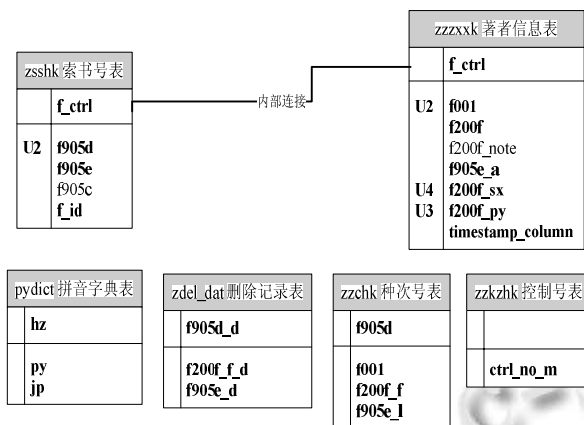 zzzxxk 著者信息表
f_ctrl
U2 f001
f200f
f200f_note
f905e_a
U4 f200f_sx
U3 f200f_py
timestamp_column
zsshk 索书号表
f_ctrl
U2 f905d
f905e
f905c
f_id
内部连接
pydict 拼音字典表
hz
py
jp
zdel_dat 删除记录表
f905d_d
f200f_f_d
f905e_d
zzchk 种次号表
f905d
f001
f200f_f
f905e_l
zzkzhk 控制号表
ctrl_no_m